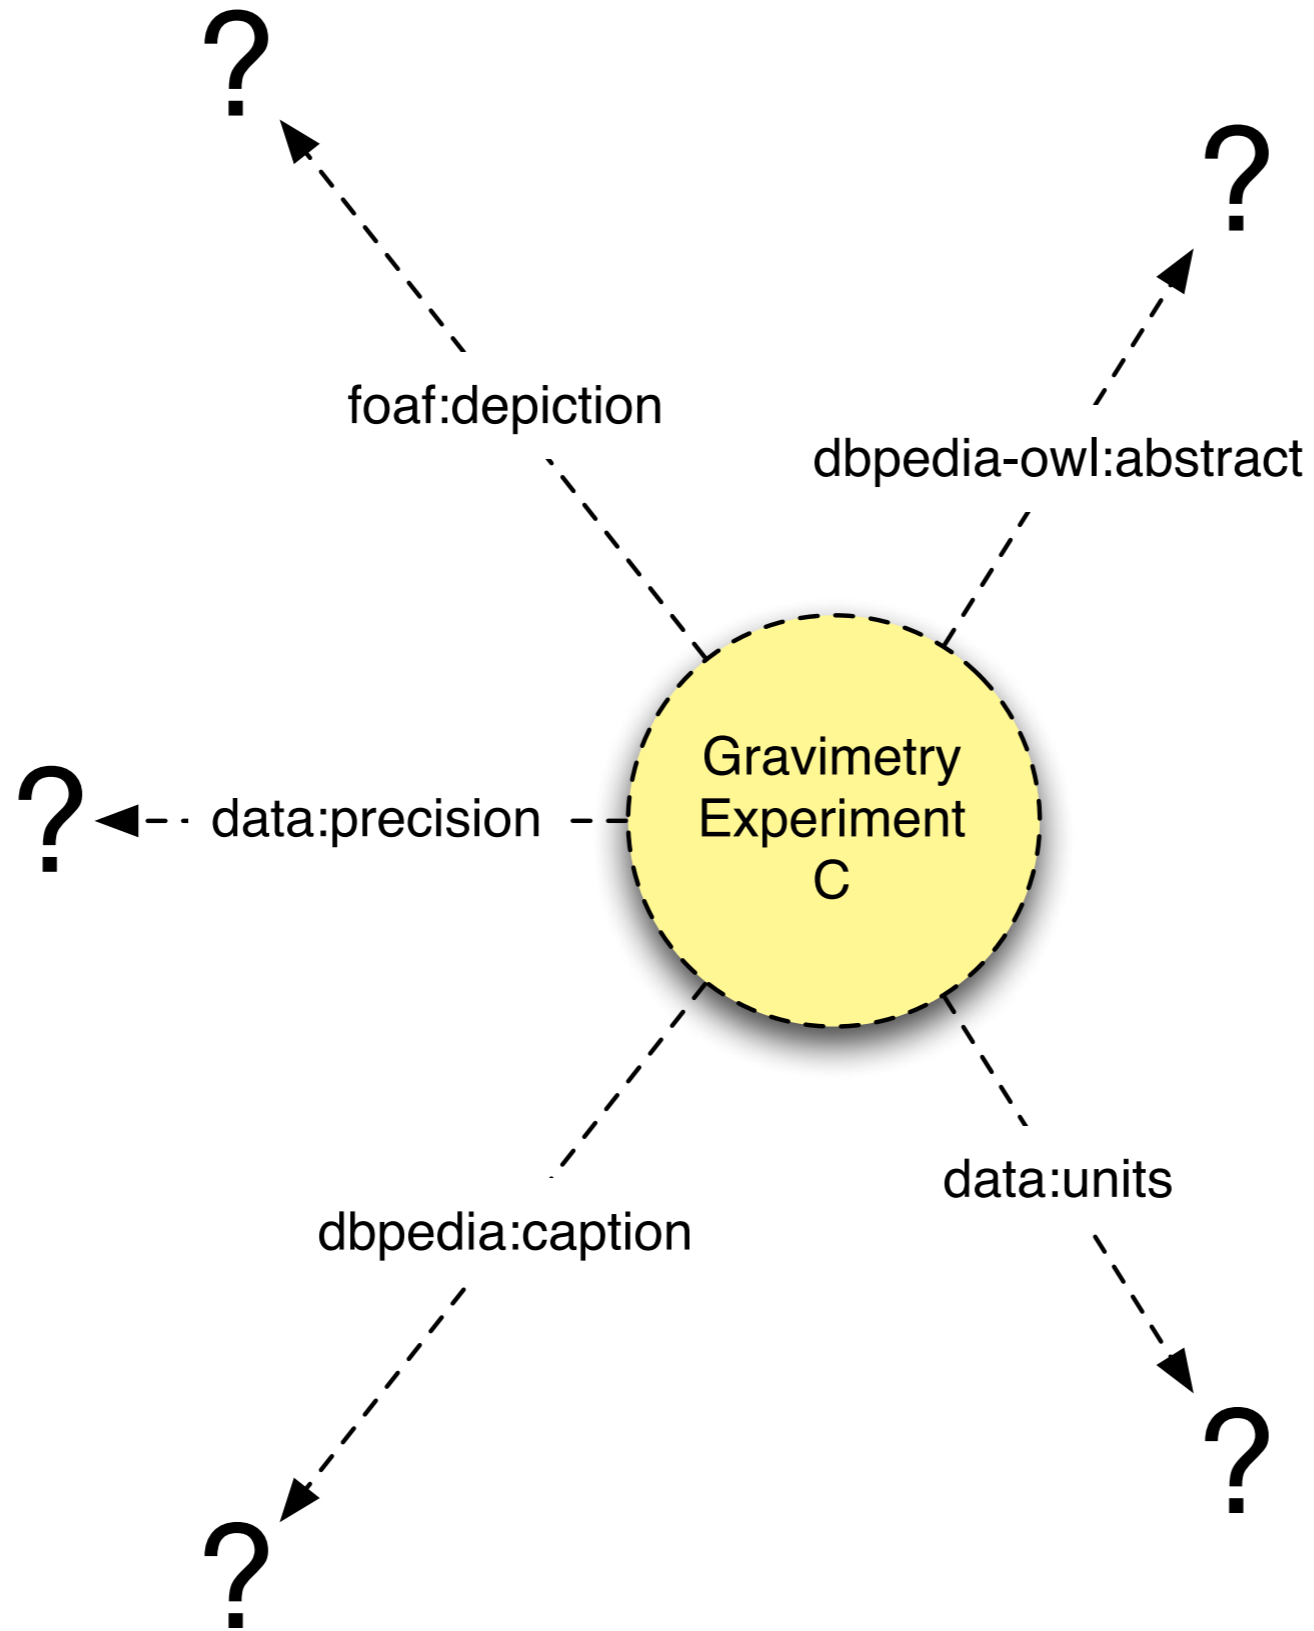 ?
?
foaf:depiction
dbpedia-owl:abstract
Gravimetry
Experiment
C
?
data:precision
data:units
dbpedia:caption
?
?